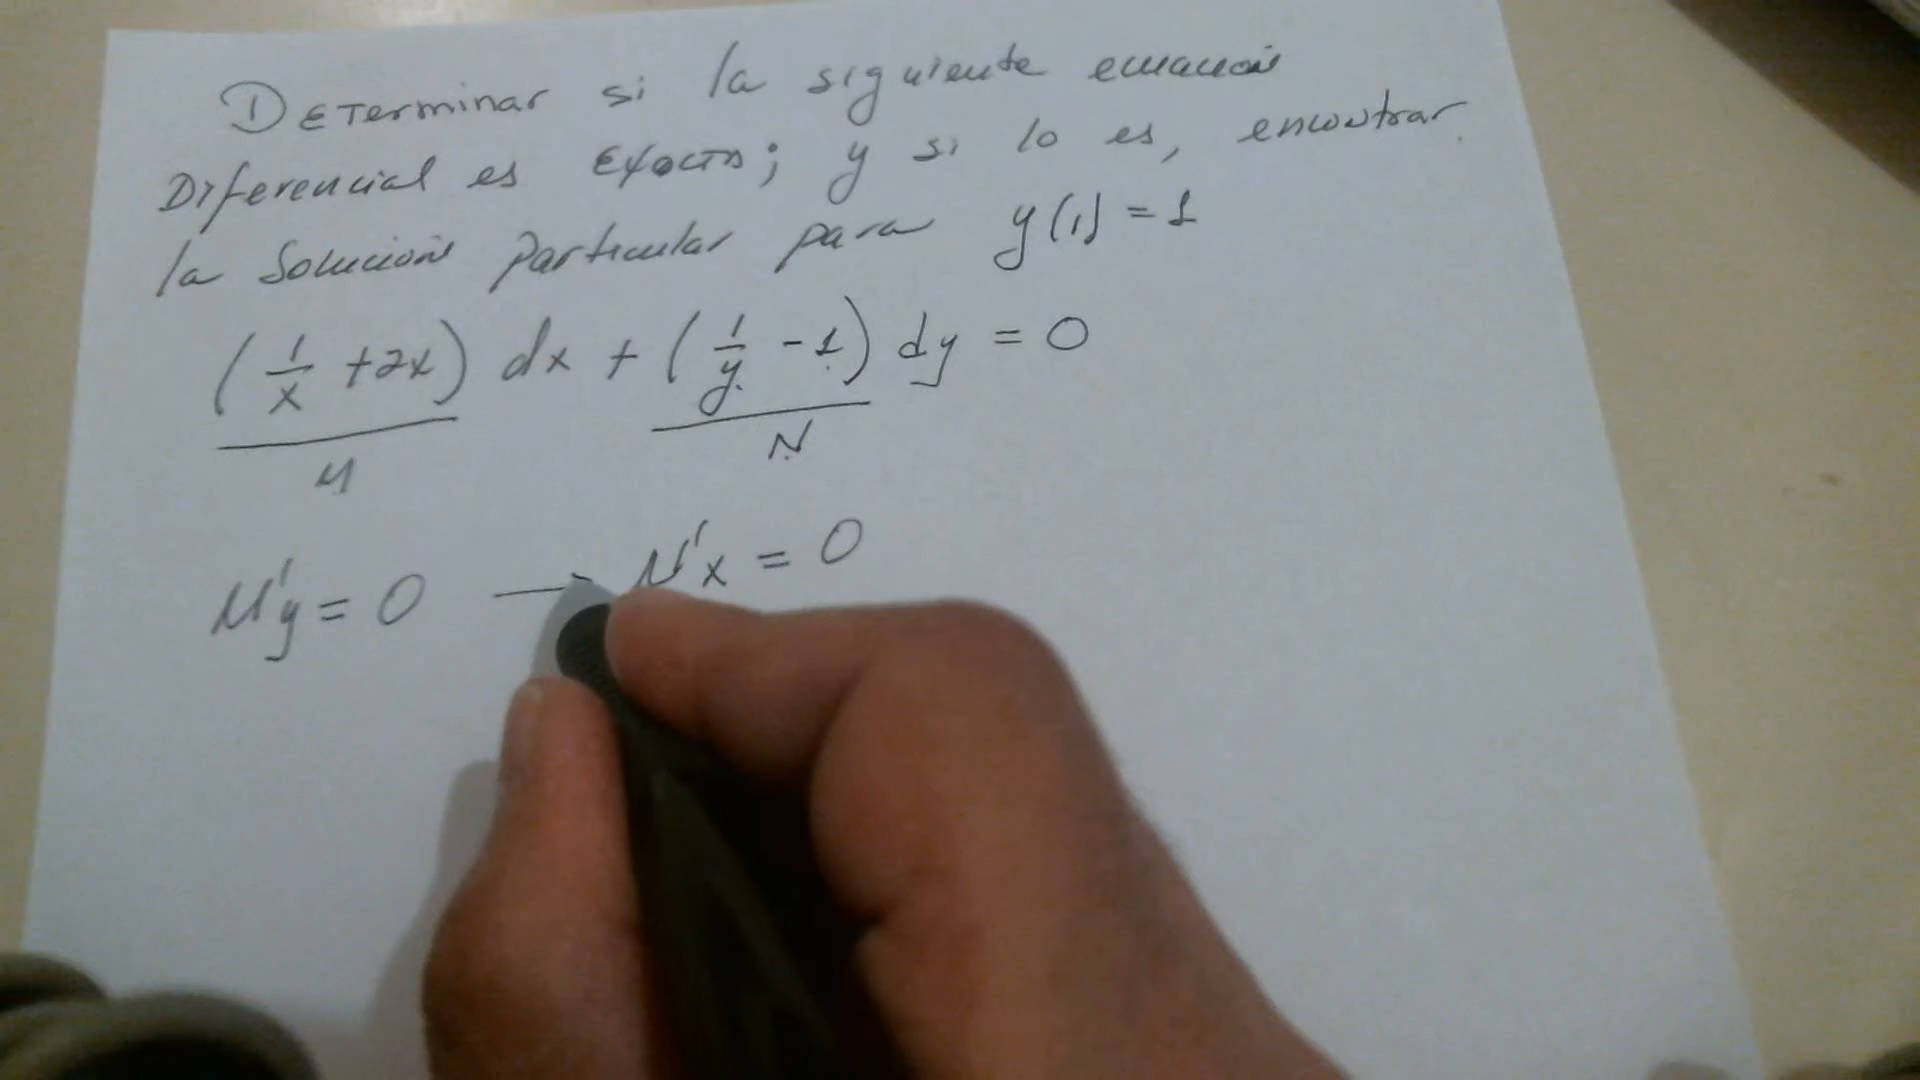 Determinar si la siguiente ecuación
Diferencial es Exacta; y si lo es, encontrar
la Solución particular para y(1) = 1
(1/x + 2x) dx + (1/y - 1) dy = 0
M N
M'y = 0 → N'x = 0